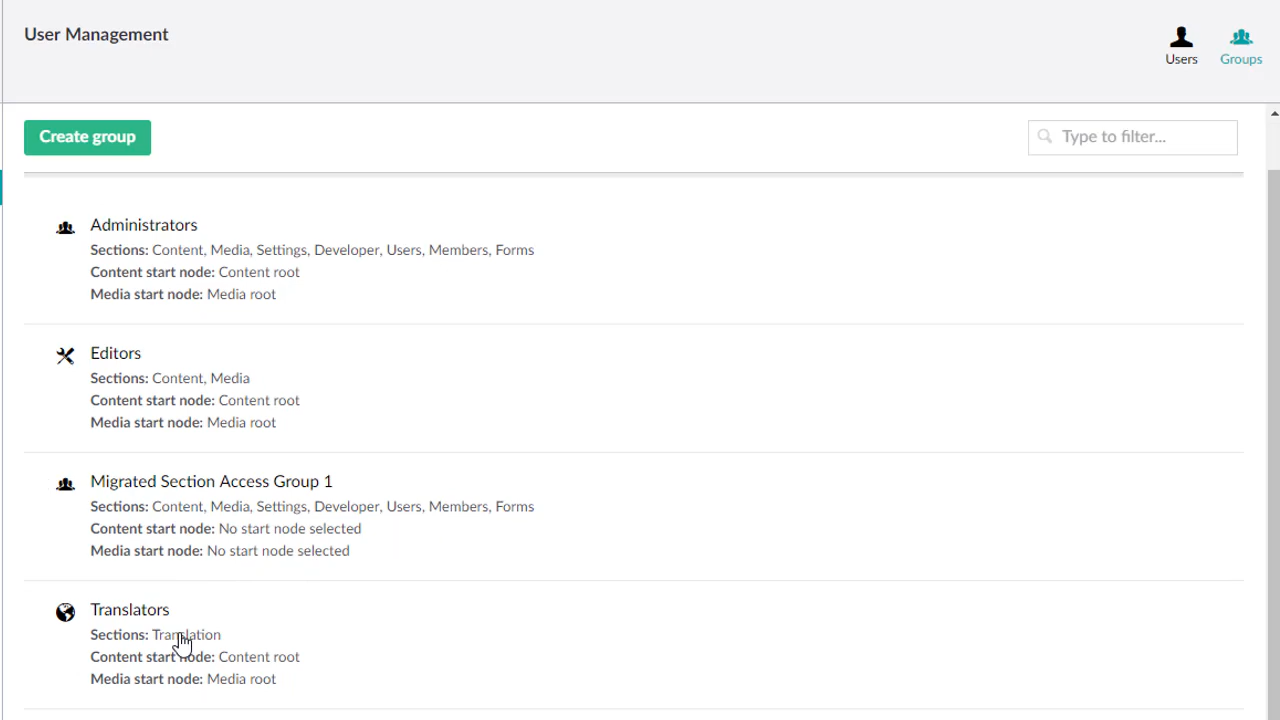 User Management
Users
Groups
Create group
Type to filter...
Administrators
Sections: Content, Media, Settings, Developer, Users, Members, Forms
Content start node: Content root
Media start node: Media root
Editors
Sections: Content, Media
Content start node: Content root
Media start node: Media root
Migrated Section Access Group 1
Sections: Content, Media, Settings, Developer, Users, Members, Forms
Content start node: No start node selected
Media start node: No start node selected
Translators
Sections: Translation
Content start node: Content root
Media start node: Media root